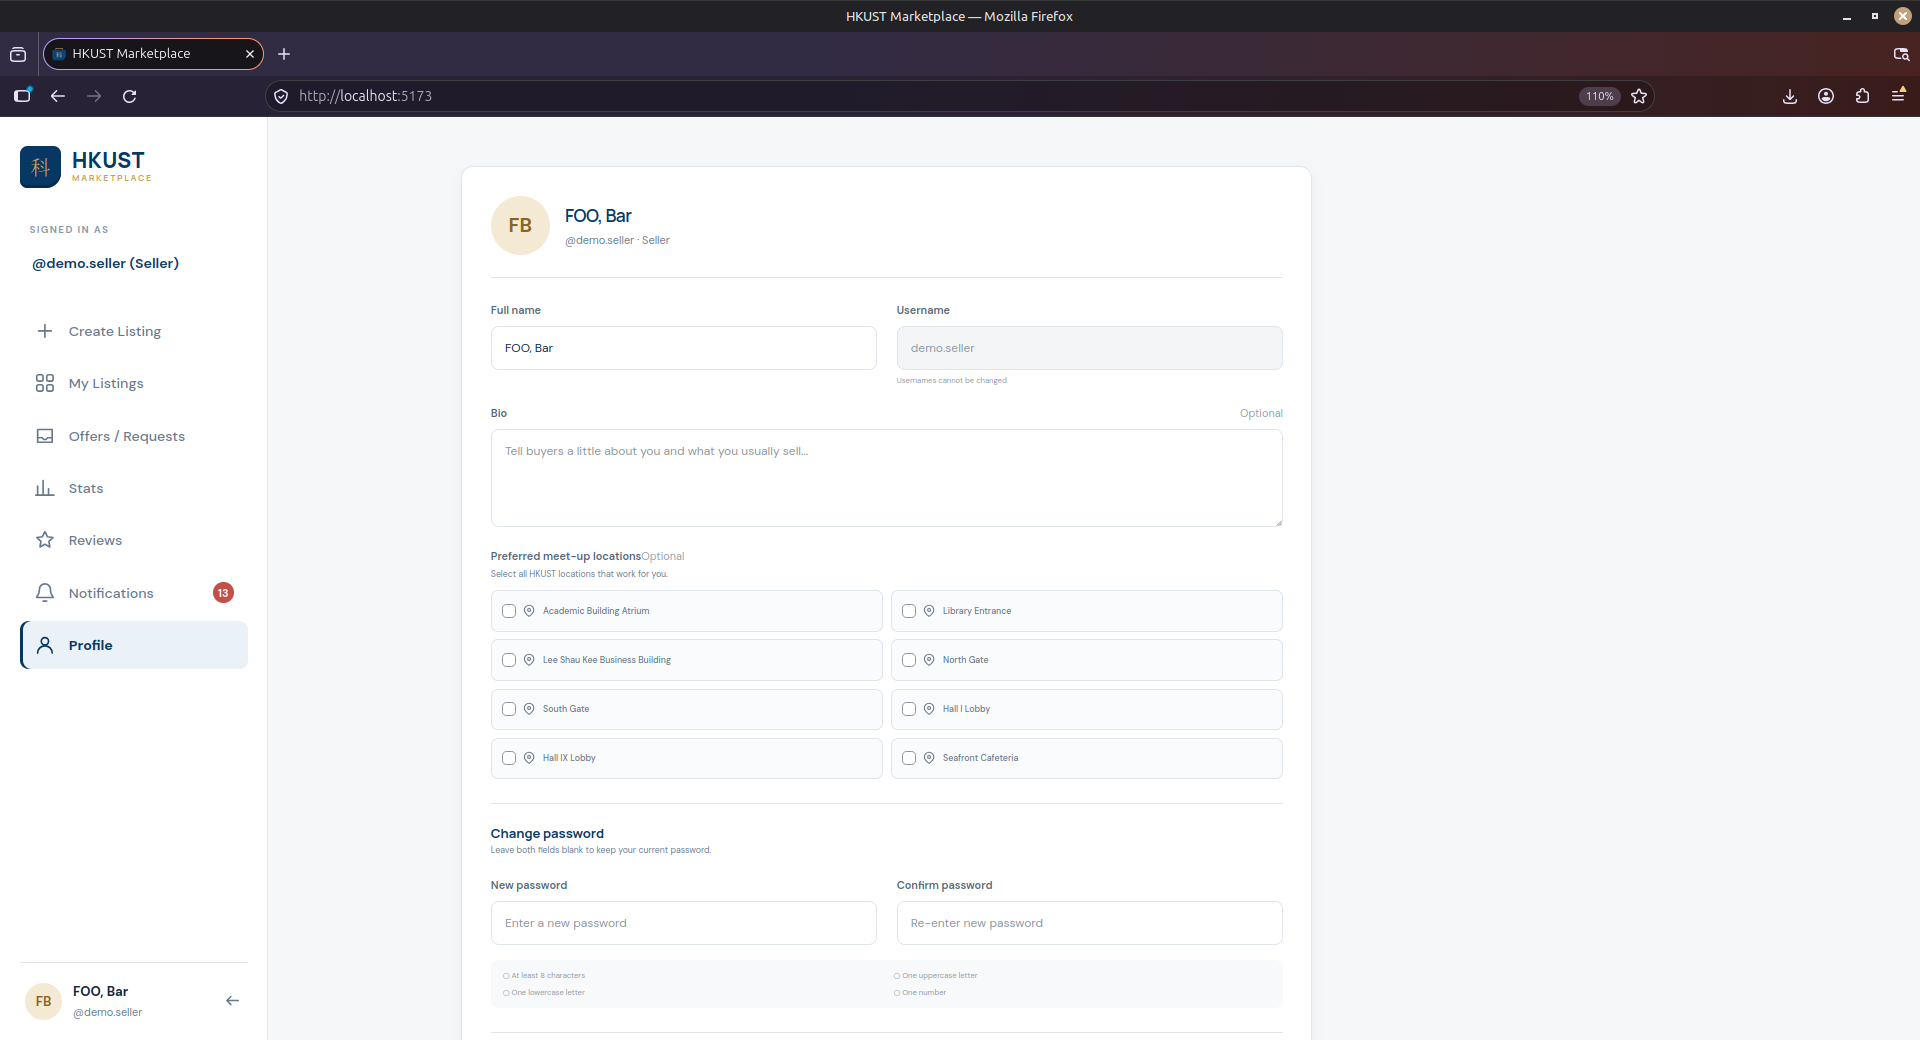 HKUST Marketplace — Mozilla Firefox
HKUST Marketplace
http://localhost:5173
110%
科
HKUST
MARKETPLACE
SIGNED IN AS
@demo.seller (Seller)
Create Listing
My Listings
Offers / Requests
Stats
Reviews
Notifications 13
Profile
FB
FOO, Bar
@demo.seller
FB
FOO, Bar
@demo.seller · Seller
Full name
Username
FOO, Bar
demo.seller
Usernames cannot be changed
Bio Optional
Tell buyers a little about you and what you usually sell...
Preferred meet-up locationsOptional
Select all HKUST locations that work for you.
Academic Building Atrium
Library Entrance
Lee Shau Kee Business Building
North Gate
South Gate
Hall I Lobby
Hall IX Lobby
Seafront Cafeteria
Change password
Leave both fields blank to keep your current password.
New password
Confirm password
Enter a new password
Re-enter new password
At least 8 characters
One uppercase letter
One lowercase letter
One number